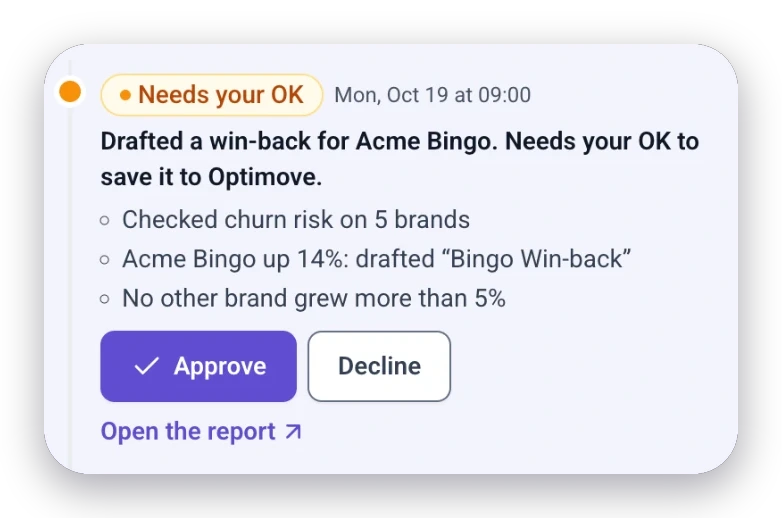 Needs your OK Mon, Oct 19 at 09:00
Drafted a win-back for Acme Bingo. Needs your OK to
save it to Optimove.
Checked churn risk on 5 brands
Acme Bingo up 14%: drafted “Bingo Win-back”
No other brand grew more than 5%
Approve Decline
Open the report